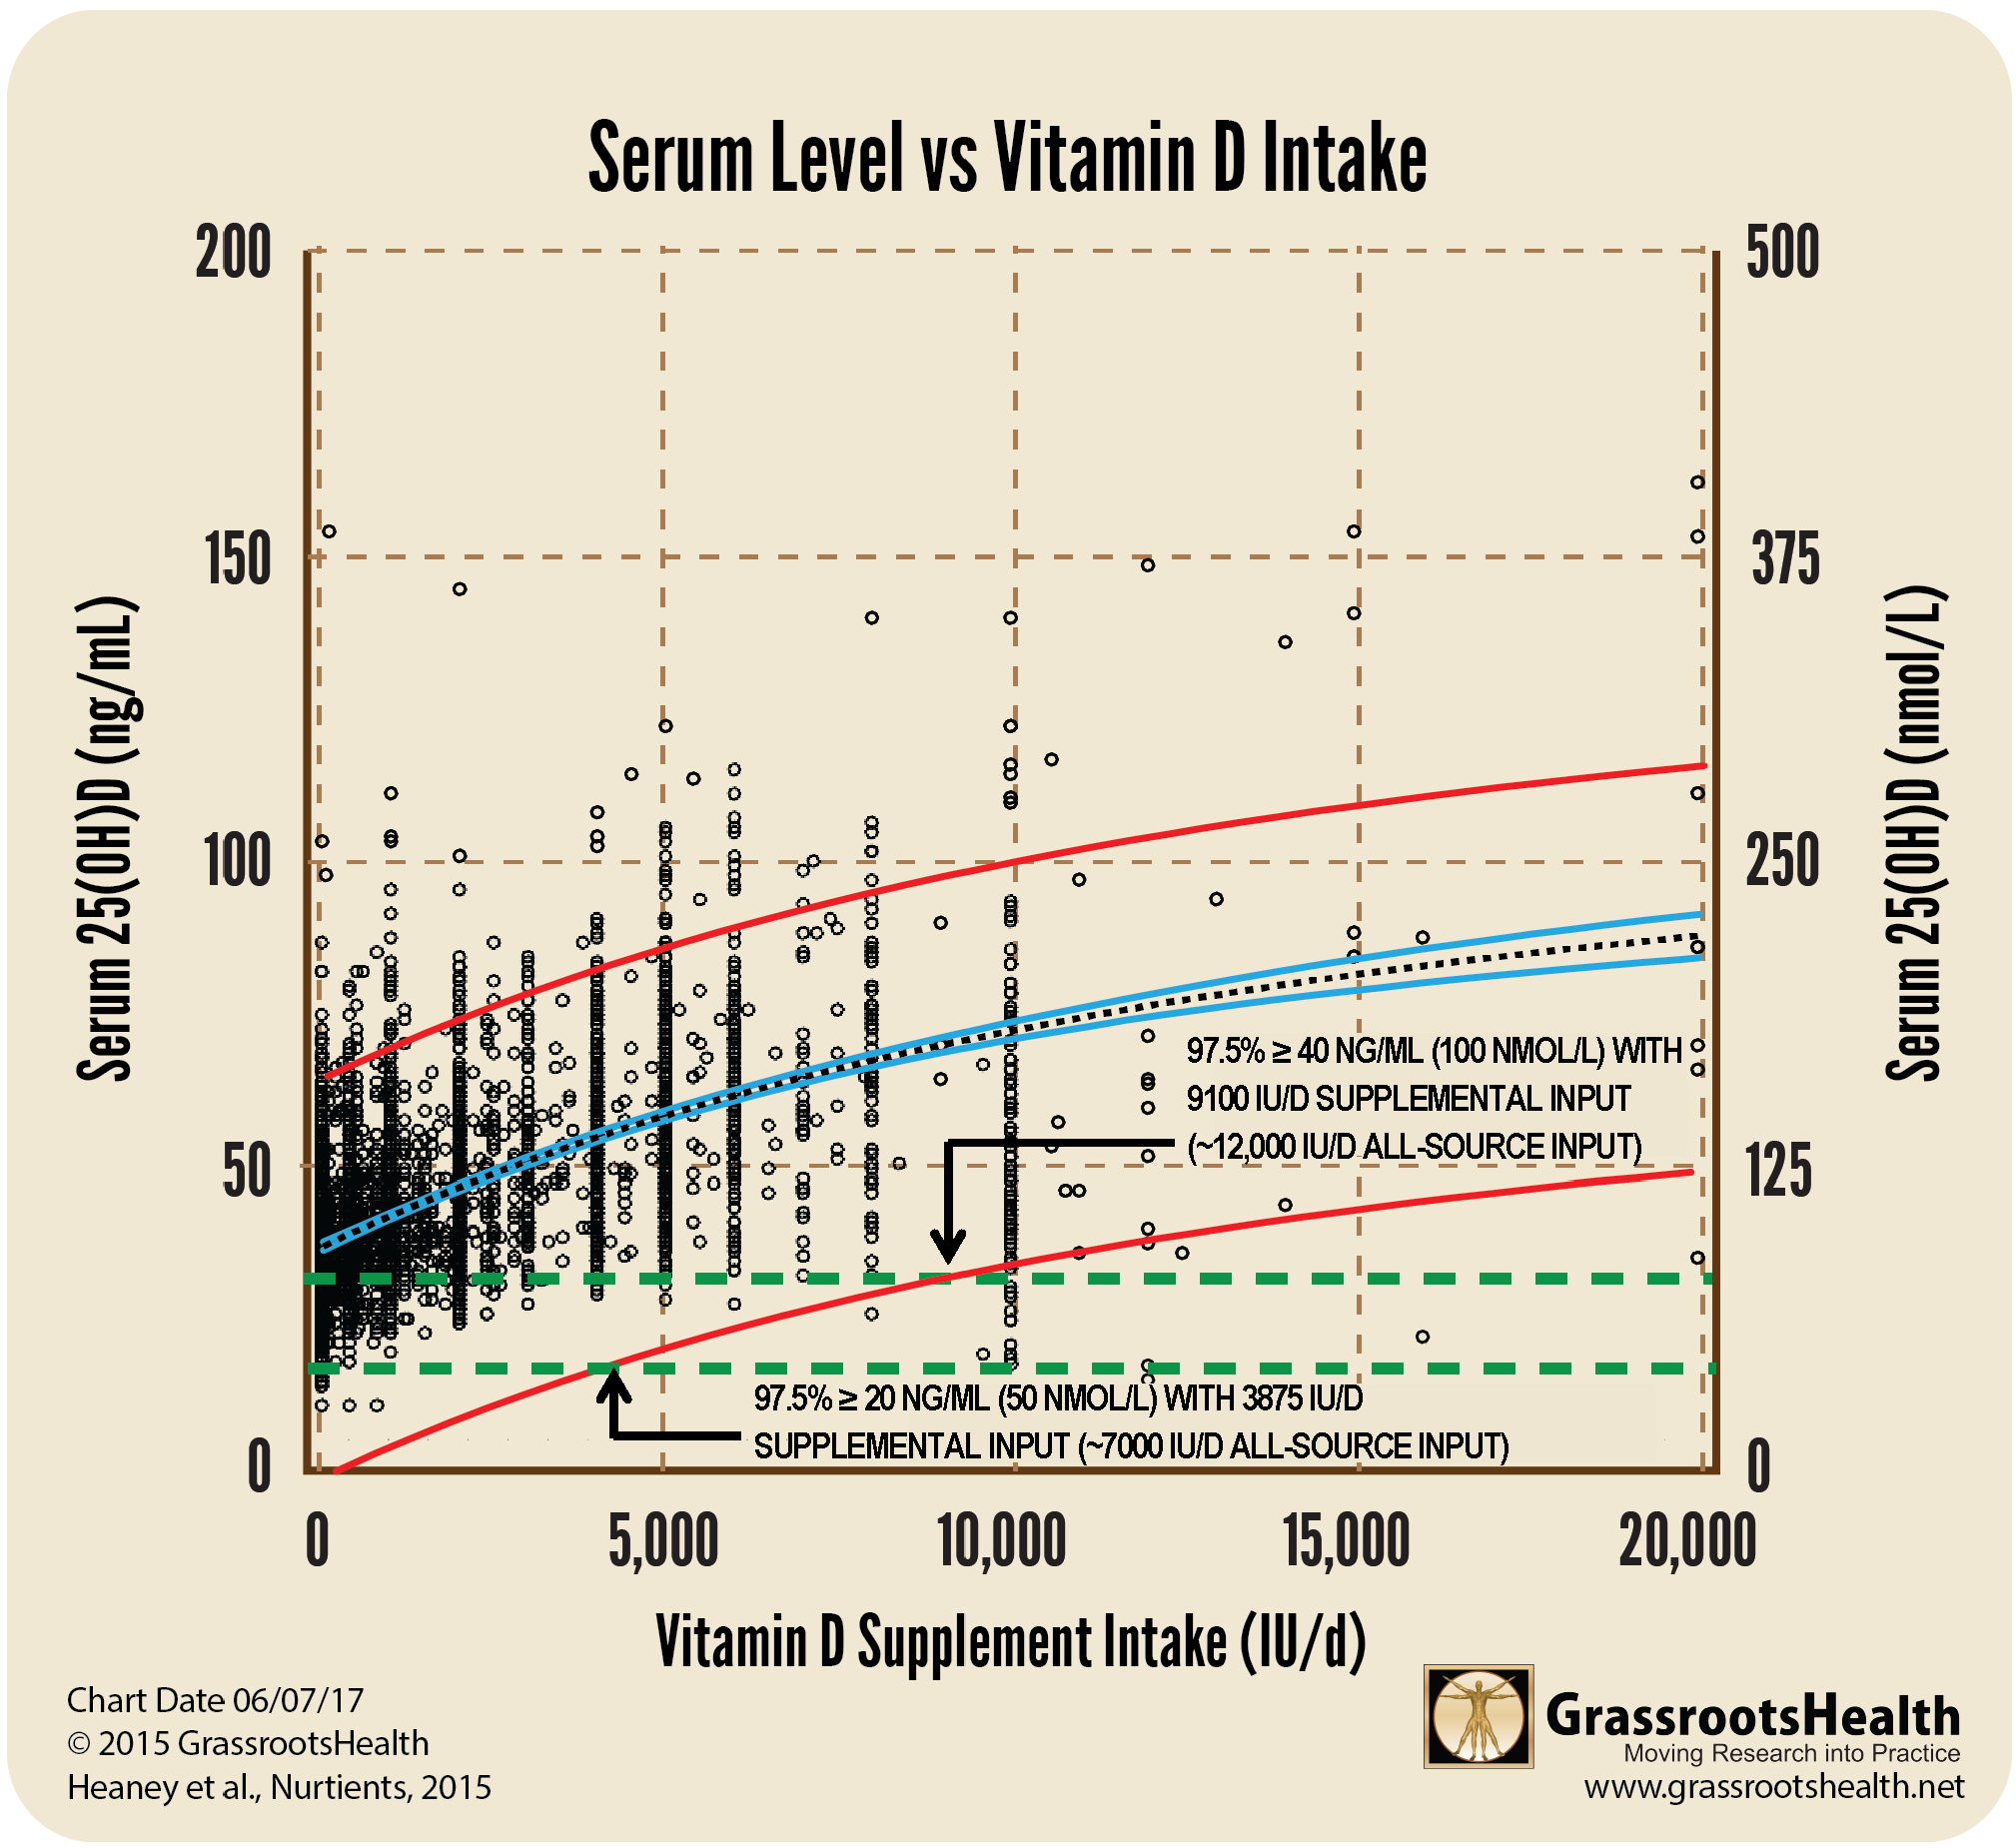 Serum Level vs Vitamin D Intake
200
150
100
50
0
500
375
250
125
0
Serum 25(OH)D (ng/mL)
Serum 25(OH)D (nmol/L)
97.5% ≥ 40 NG/ML (100 NMOL/L) WITH
9100 IU/D SUPPLEMENTAL INPUT
(~12,000 IU/D ALL-SOURCE INPUT)
97.5% ≥ 20 NG/ML (50 NMOL/L) WITH 3875 IU/D
SUPPLEMENTAL INPUT (~7000 IU/D ALL-SOURCE INPUT)
0 5,000 10,000 15,000 20,000
Vitamin D Supplement Intake (IU/d)
Chart Date 06/07/17
© 2015 GrassrootsHealth
Heaney et al., Nurtients, 2015
GrassrootsHealth
Moving Research into Practice
www.grassrootshealth.net